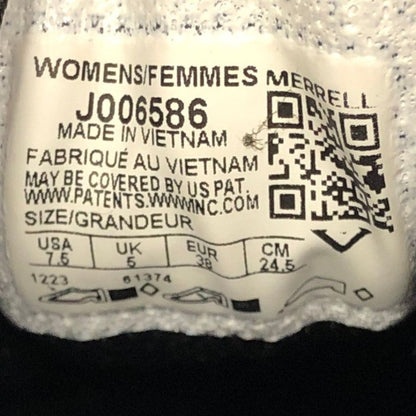 WOMENS/FEMMES MERRELL
J006586
MADE IN VIETNAM
FABRIQUÉ AU VIETNAM
MAY BE COVERED BY US PAT.
WWW.PATENTS.WWWINC.COM
SIZE/GRANDEUR
USA UK EUR CM
7.5 5 38 24.5
1223 61374